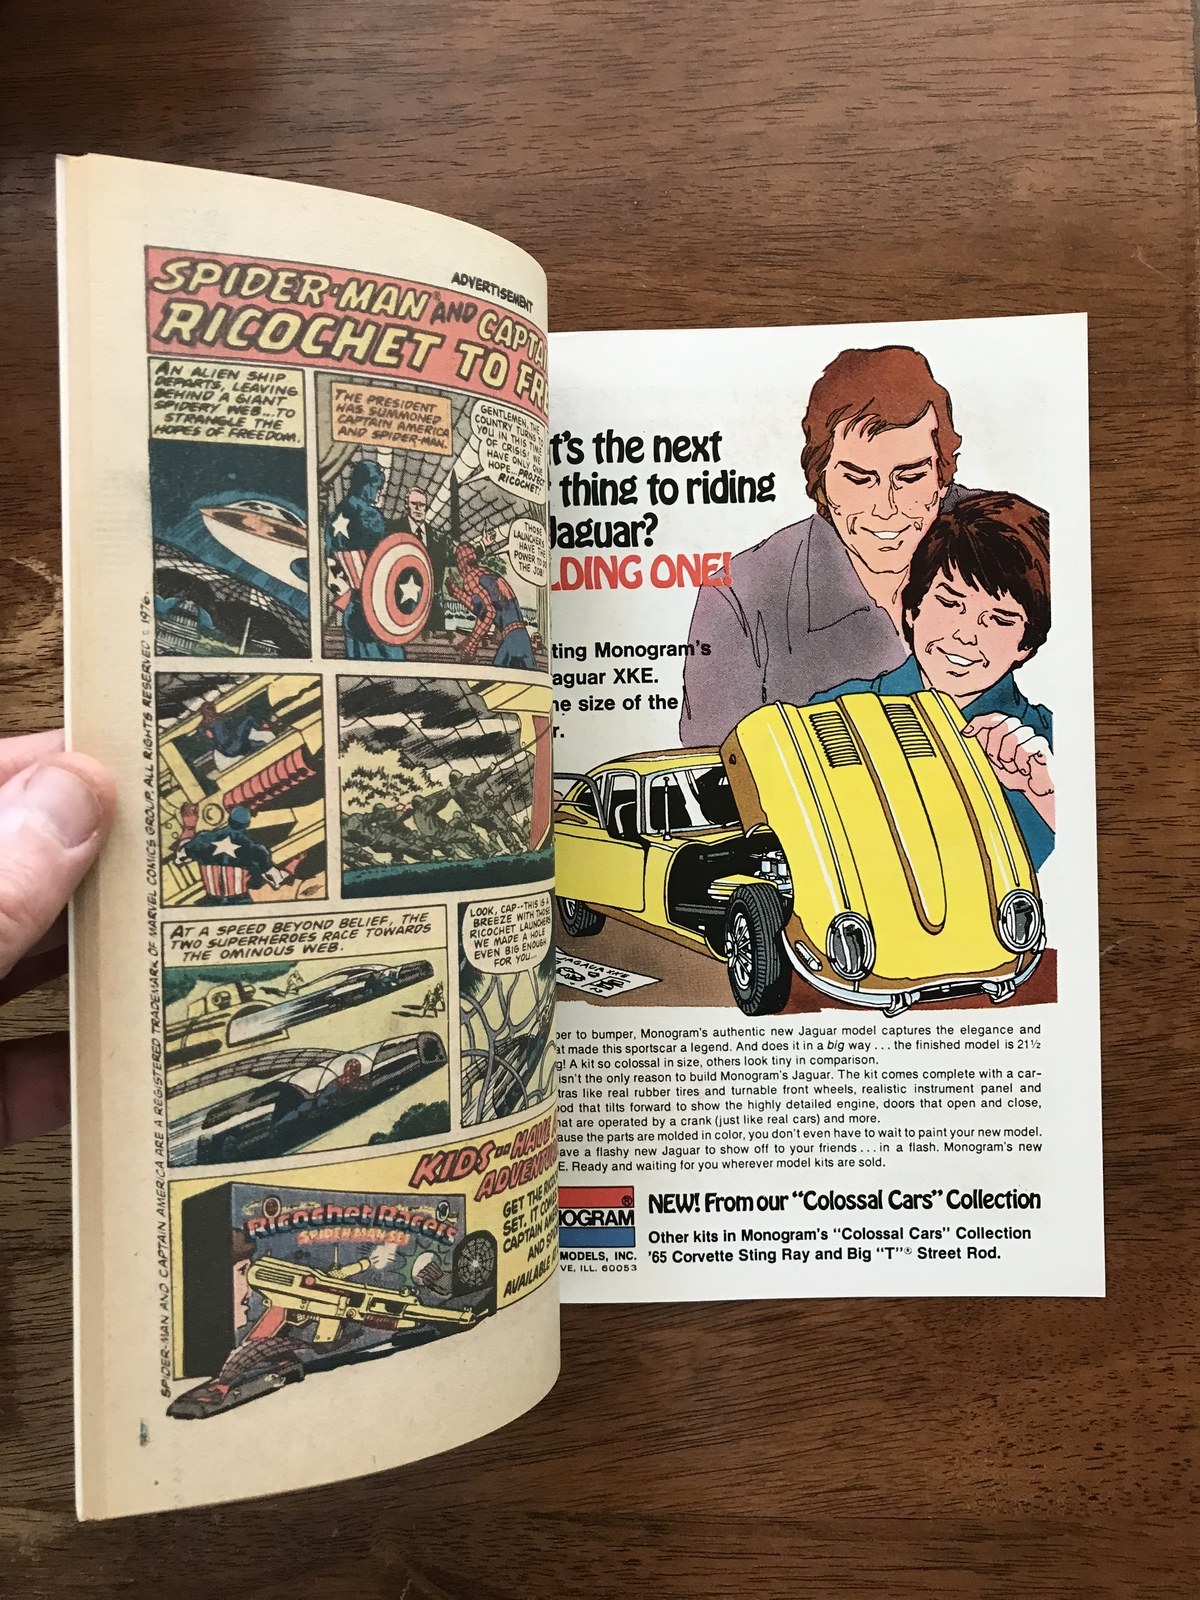 ADVERTISEMENT
SPIDER-MAN AND CAPTAI
RICOCHET TO FR
AN ALIEN SHIP
DEPARTS, LEAVING
BEHIND A GIANT
SPIDERY WEB...TO
STRANGLE THE
HOPES OF FREEDOM.
THE PRESIDENT
HAS SUMMONED
CAPTAIN AMERICA
AND SPIDER-MAN.
GENTLEMEN, THE
COUNTRY TURNS TO
YOU IN THIS TIME
OF CRISIS! WE
HAVE ONLY ONE
HOPE...PROJECT
RICOCHET!
THOSE
LAUNCHERS
HAVE THE
POWER TO DO
THE JOB!
AT A SPEED BEYOND BELIEF, THE
TWO SUPERHEROES RACE TOWARDS
THE OMINOUS WEB.
LOOK, CAP--THIS IS A
BREEZE WITH THOSE
RICOCHET LAUNCHERS
WE MADE A HOLE
EVEN BIG ENOUGH
FOR YOU...
KIDS--HAVE
ADVENTU
GET THE RICO
SET. IT COM
CAPTAIN AM
AND SP
AVAILABLE
Ricochet Racers
SPIDER-MAN SET
SPIDER-MAN AND CAPTAIN AMERICA ARE A REGISTERED TRADEMARK OF MARVEL COMICS GROUP. ALL RIGHTS RESERVED © 1976.
t's the next
thing to riding
Jaguar?
LDING ONE!
ting Monogram's
aguar XKE.
he size of the
r.
JAGUAR XKE
per to bumper, Monogram's authentic new Jaguar model captures the elegance and
at made this sportscar a legend. And does it in a big way . . . the finished model is 21½
g! A kit so colossal in size, others look tiny in comparison.
isn't the only reason to build Monogram's Jaguar. The kit comes complete with a car-
tras like real rubber tires and turnable front wheels, realistic instrument panel and
ood that tilts forward to show the highly detailed engine, doors that open and close,
hat are operated by a crank (just like real cars) and more.
ause the parts are molded in color, you don't even have to wait to paint your new model.
ave a flashy new Jaguar to show off to your friends . . . in a flash. Monogram's new
E. Ready and waiting for you wherever model kits are sold.
®
NOGRAM
MODELS, INC.
VE, ILL. 60053
NEW! From our "Colossal Cars" Collection
Other kits in Monogram's "Colossal Cars" Collection
'65 Corvette Sting Ray and Big "T"® Street Rod.